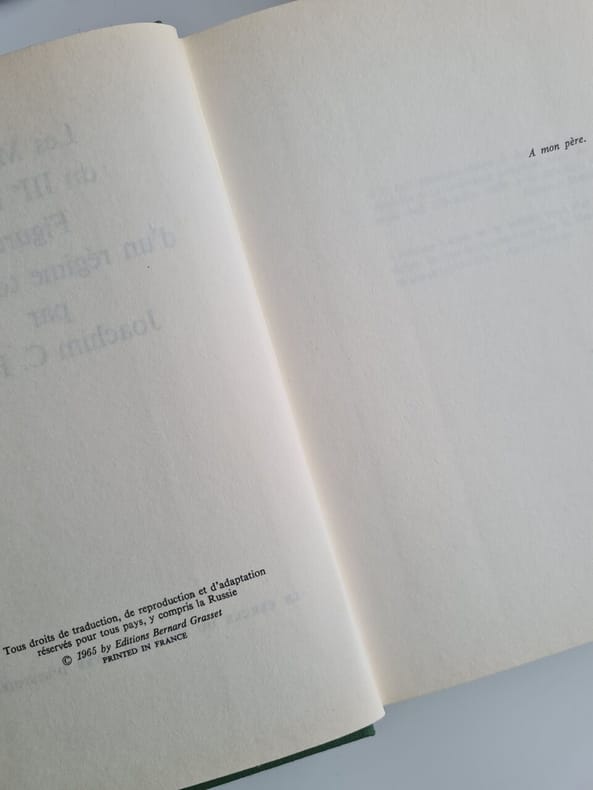 Tous droits de traduction, de reproduction et d'adaptation
réservés pour tous pays, y compris la Russie
© 1965 by Editions Bernard Grasset
PRINTED IN FRANCE
A mon père.